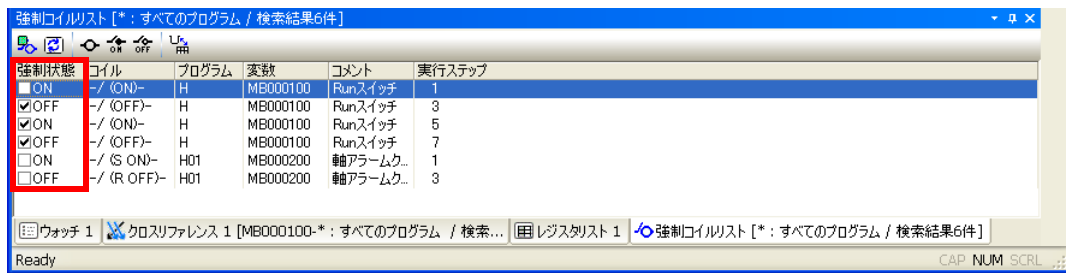 強制コイルリスト [* : すべてのプログラム / 検索結果6件]
ON OFF
強制状態 コイル プログラム 変数 コメント 実行ステップ
ON -/ (ON)- H MB000100 Runスイッチ 1
OFF -/ (OFF)- H MB000100 Runスイッチ 3
ON -/ (ON)- H MB000100 Runスイッチ 5
OFF -/ (OFF)- H MB000100 Runスイッチ 7
ON -/ (S ON)- H01 MB000200 軸アラームク... 1
OFF -/ (R OFF)- H01 MB000200 軸アラームク... 3
ウォッチ 1 クロスリファレンス 1 [MB000100-* : すべてのプログラム / 検索... レジスタリスト 1 強制コイルリスト [* : すべてのプログラム / 検索結果6件]
Ready CAP NUM SCRL